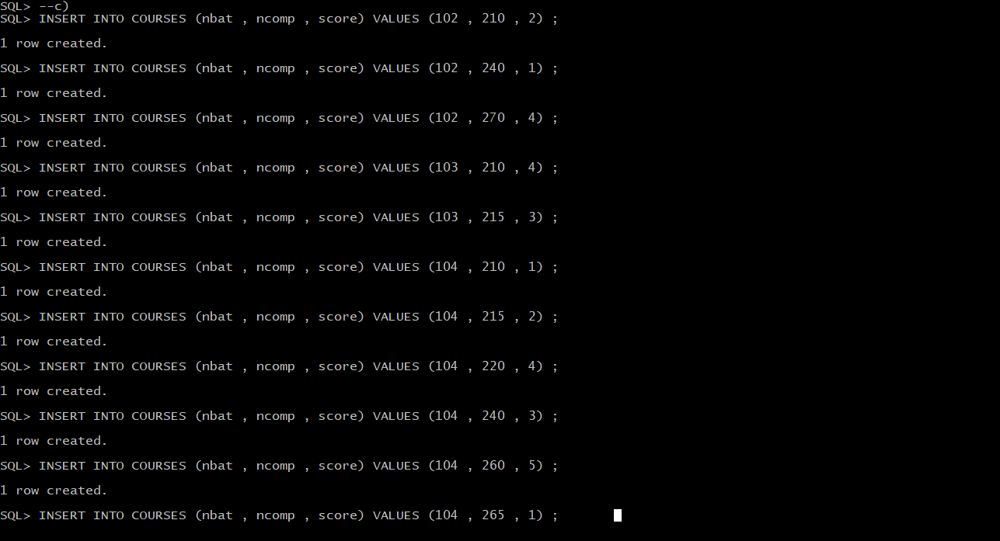 SQL> --c)
SQL> INSERT INTO COURSES (nbat , ncomp , score) VALUES (102 , 210 , 2) ;
1 row created.
SQL> INSERT INTO COURSES (nbat , ncomp , score) VALUES (102 , 240 , 1) ;
1 row created.
SQL> INSERT INTO COURSES (nbat , ncomp , score) VALUES (102 , 270 , 4) ;
1 row created.
SQL> INSERT INTO COURSES (nbat , ncomp , score) VALUES (103 , 210 , 4) ;
1 row created.
SQL> INSERT INTO COURSES (nbat , ncomp , score) VALUES (103 , 215 , 3) ;
1 row created.
SQL> INSERT INTO COURSES (nbat , ncomp , score) VALUES (104 , 210 , 1) ;
1 row created.
SQL> INSERT INTO COURSES (nbat , ncomp , score) VALUES (104 , 215 , 2) ;
1 row created.
SQL> INSERT INTO COURSES (nbat , ncomp , score) VALUES (104 , 220 , 4) ;
1 row created.
SQL> INSERT INTO COURSES (nbat , ncomp , score) VALUES (104 , 240 , 3) ;
1 row created.
SQL> INSERT INTO COURSES (nbat , ncomp , score) VALUES (104 , 260 , 5) ;
1 row created.
SQL> INSERT INTO COURSES (nbat , ncomp , score) VALUES (104 , 265 , 1) ;